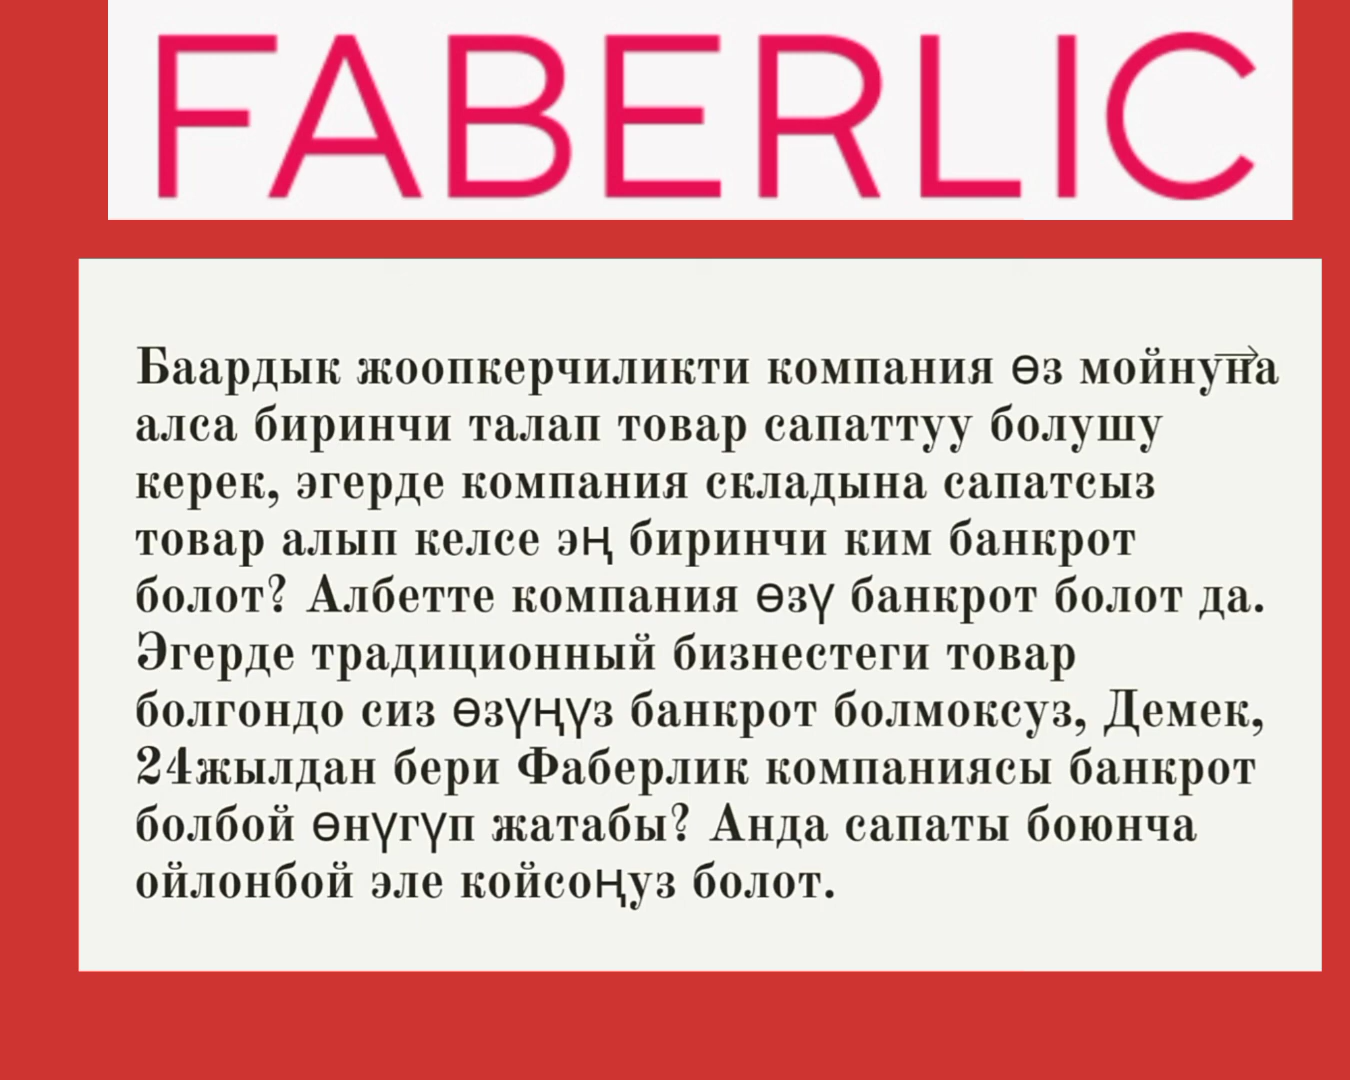 FABERLIC
Баардык жоопкерчиликти компания өз мойнуна
алса биринчи талап товар сапаттуу болушу
керек, эгерде компания складына сапатсыз
товар алып келсе эң биринчи ким банкрот
болот? Албетте компания өзү банкрот болот да.
Эгерде традиционный бизнестеги товар
болгондо сиз өзүңүз банкрот болмоксуз, Демек,
24жылдан бери Фаберлик компаниясы банкрот
болбой өнүгүп жатабы? Анда сапаты боюнча
ойлонбой эле койсоңуз болот.